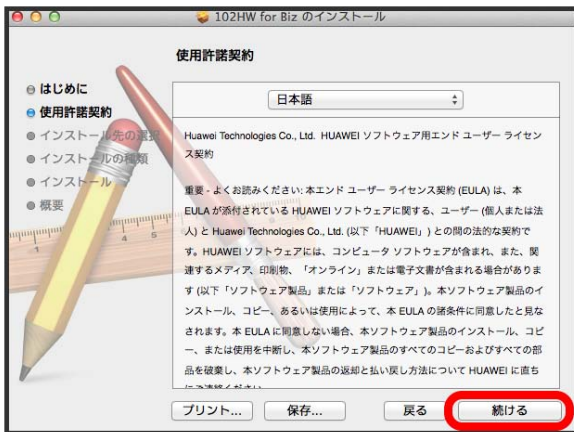 102HW for Biz のインストール
使用許諾契約
はじめに
使用許諾契約
インストール先の選択
インストールの種類
インストール
概要
日本語
Huawei Technologies Co., Ltd. HUAWEI ソフトウェア用エンド ユーザー ライセン
ス契約
重要 - よくお読みください: 本エンド ユーザー ライセンス契約 (EULA) は、本
EULA が添付されている HUAWEI ソフトウェアに関する、ユーザー (個人または法
人) と Huawei Technologies Co., Ltd. (以下「HUAWEI」) との間の法的な契約で
す。HUAWEI ソフトウェアには、コンピュータ ソフトウェアが含まれ、また、関
連するメディア、印刷物、「オンライン」または電子文書が含まれる場合がありま
す (以下「ソフトウェア製品」または「ソフトウェア」)。本ソフトウェア製品のイ
ンストール、コピー、あるいは使用によって、本 EULA の諸条件に同意したと見な
されます。本 EULA に同意しない場合、本ソフトウェア製品のインストール、コピ
ー、または使用を中断し、本ソフトウェア製品のすべてのコピーおよびすべての部
品を破棄し、本ソフトウェア製品の返却と払い戻し方法について HUAWEI に直ち
にご連絡ください
プリント...
保存...
戻る
続ける